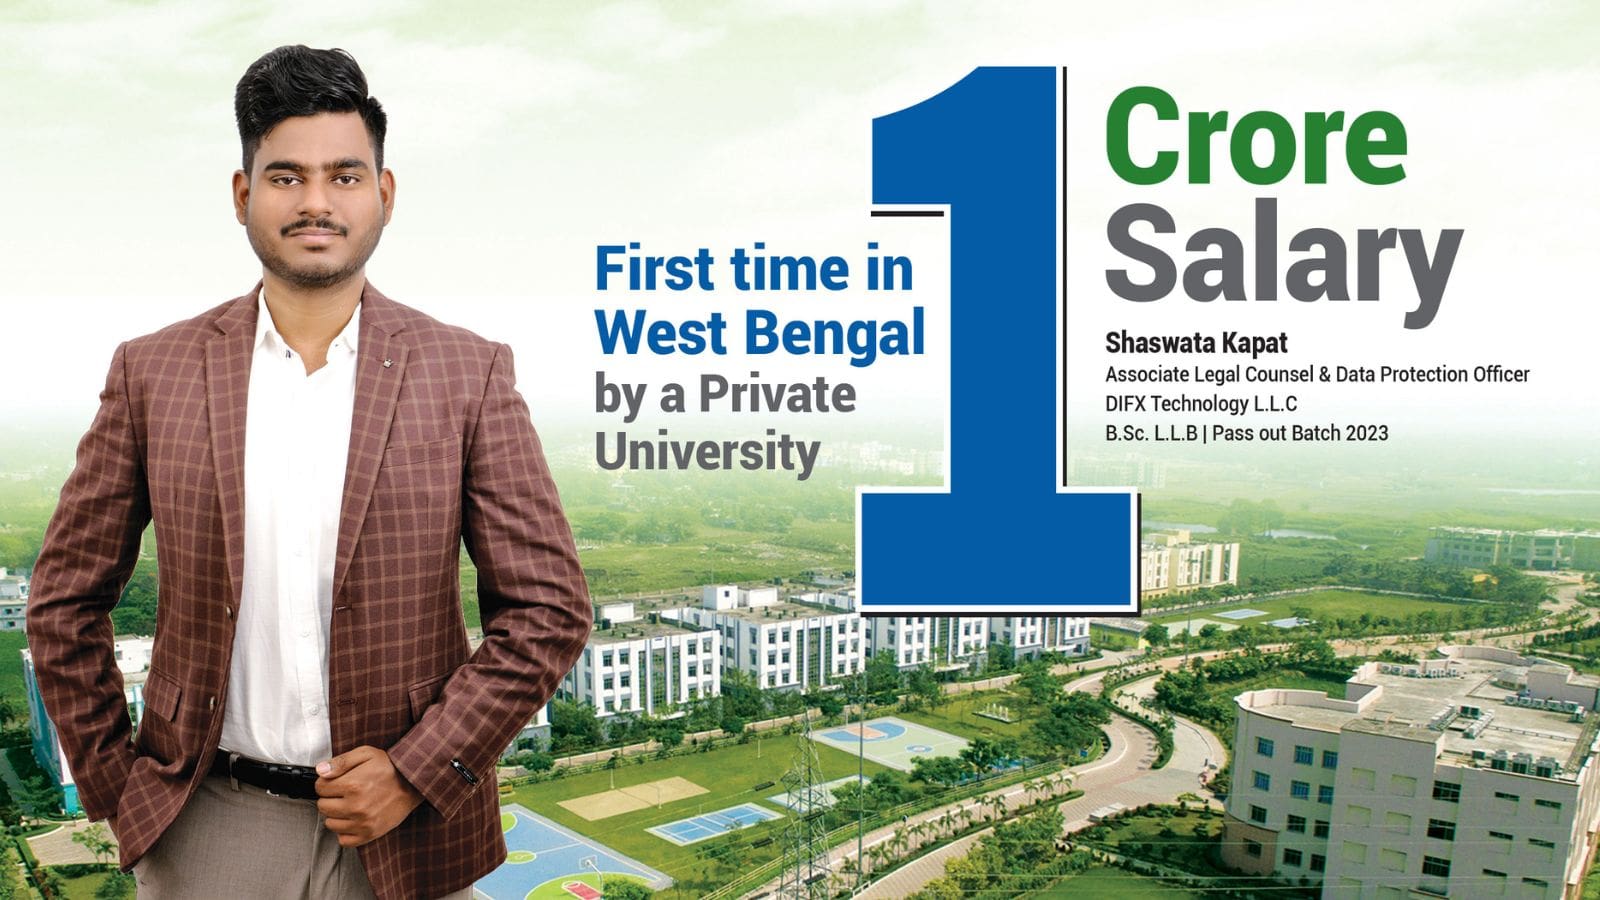 First time in
West Bengal
by a Private
University
1
Crore
Salary
Shaswata Kapat
Associate Legal Counsel & Data Protection Officer
DIFX Technology L.L.C
B.Sc. L.L.B | Pass out Batch 2023